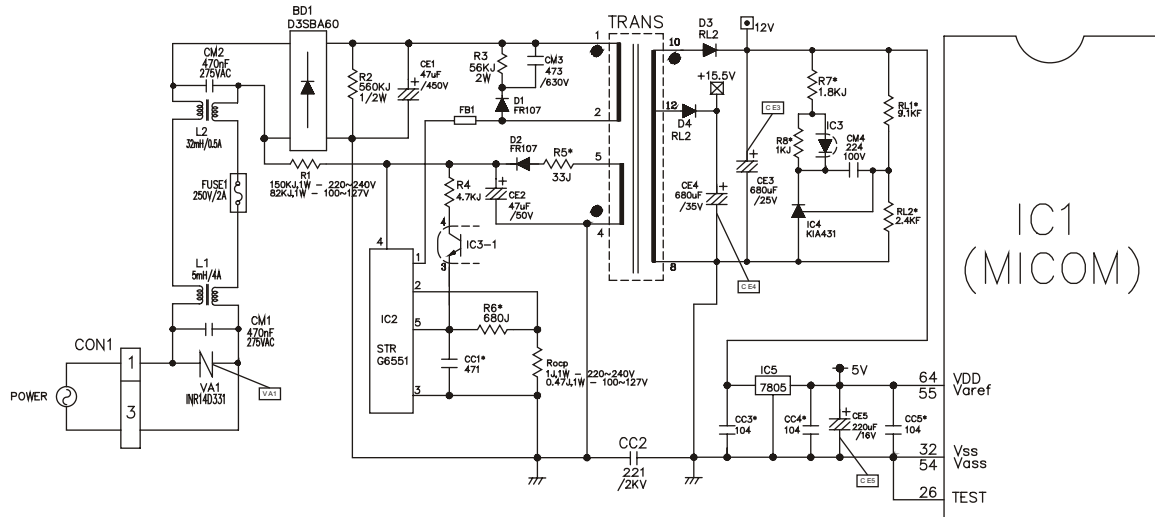 BD1
D3SBA60
CM2
470nF
275VAC
L2
32mH/0.5A
FUSE1
250V/2A
L1
5mH/4A
CM1
470nF
275VAC
CON1
1
3
POWER
VA1
INR14D331
VA1
R2
560KJ
1/2W
CE1
47uF
/450V
R3
56KJ
2W
CM3
473
/630V
D1
FR107
FB1
R1
150KJ,1W - 220~240V
82KJ,1W - 100~127V
D2
FR107
R5*
33J
R4
4.7KJ
CE2
47uF
/50V
4
3
IC3-1
4
1
2
5
3
IC2
STR
G6551
R6*
680J
CC1*
471
Rocp
1J,1W - 220~240V
0.47J,1W - 100~127V
CC2
221
/2KV
TRANS
1
2
5
4
10
12
8
D3
RL2
12V
+15.5V
D4
RL2
CE3
CE4
680uF
/35V
CE3
680uF
/25V
CE4
R7*
1.8KJ
R8*
1KJ
IC3
CM4
224
100V
RL1*
9.1KF
IC4
KIA431
RL2*
2.4KF
IC5
7805
5V
CC3*
104
CC4*
104
CE5
220uF
/16V
CC5*
104
CE5
IC1
(MICOM)
64 VDD
55 Varef
32 Vss
54 Vass
26 TEST